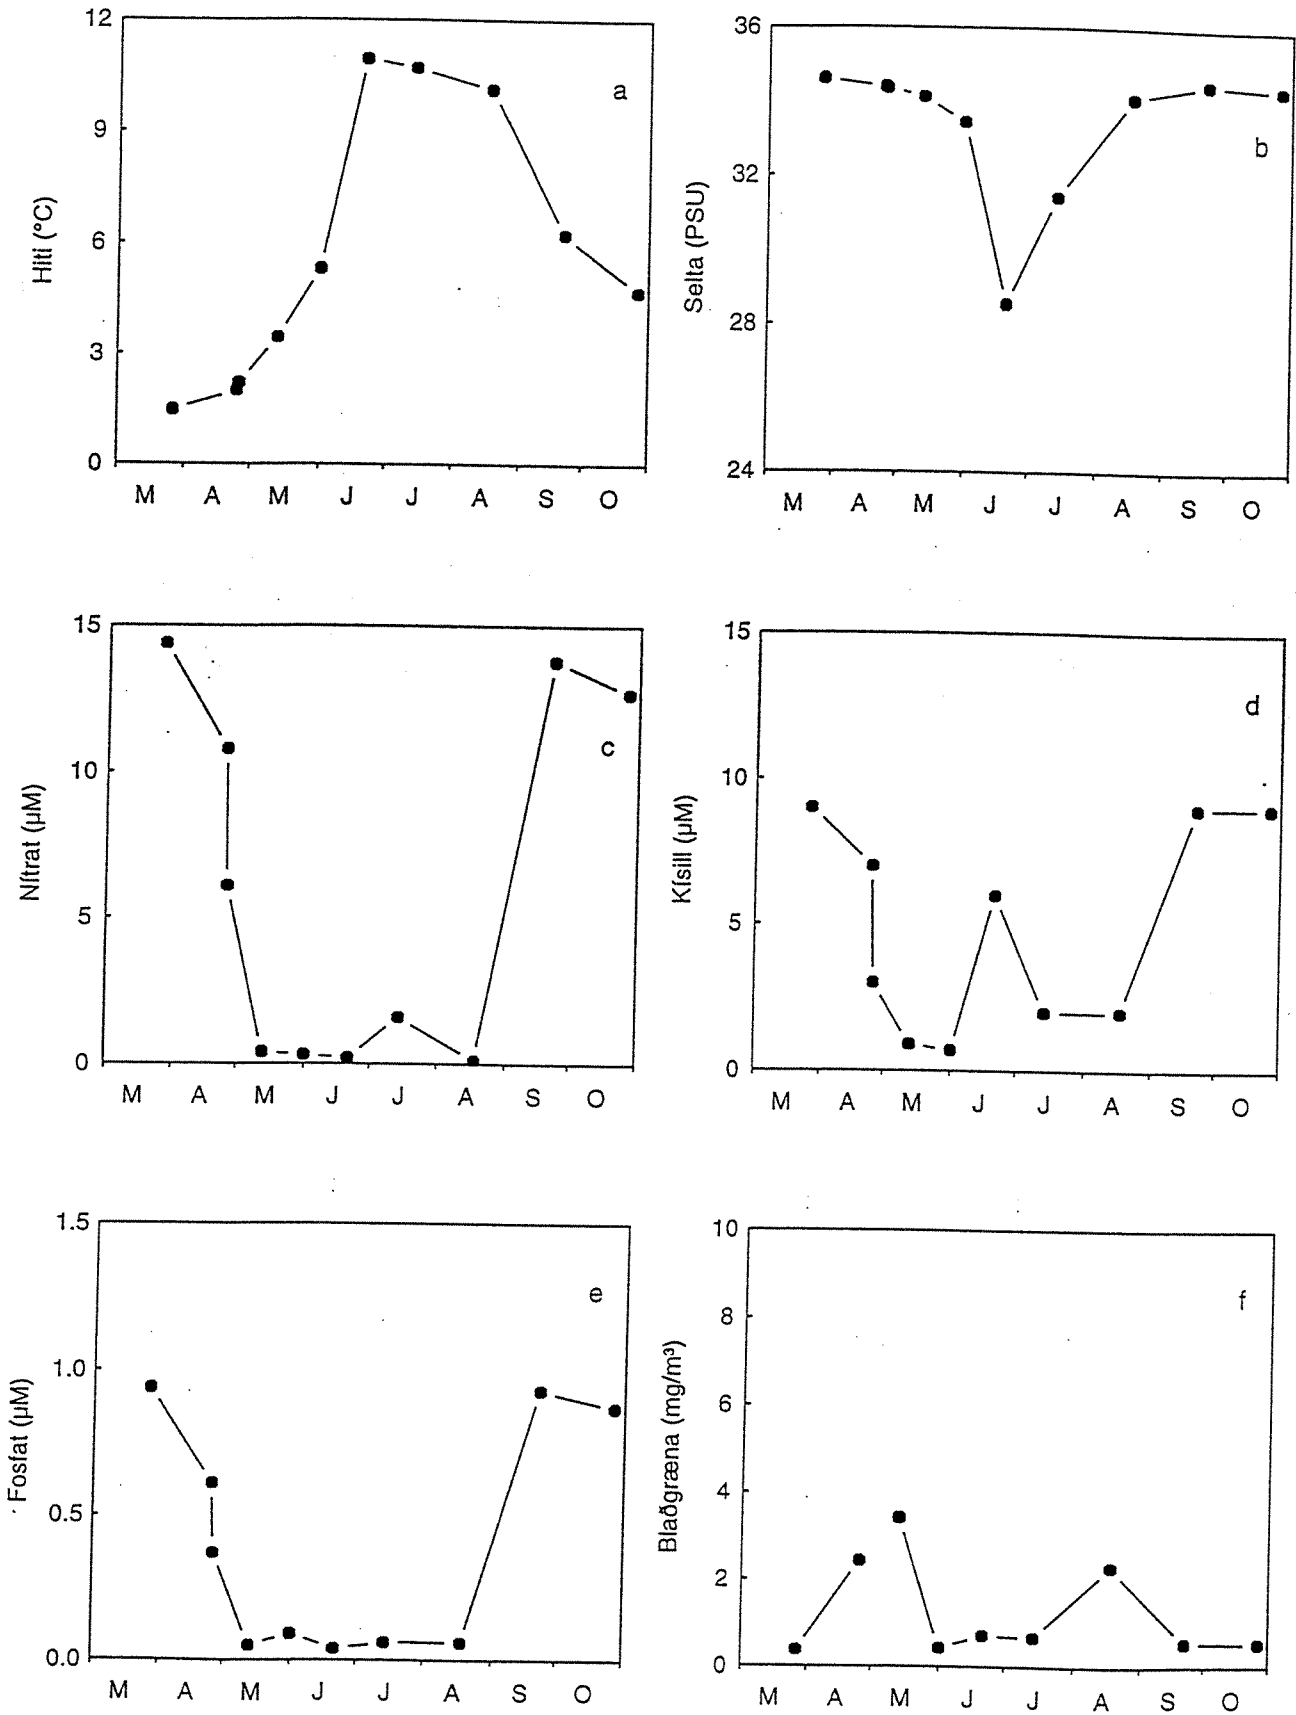 12
9
6
3
0
Hiti (°C)
a
M A M J J A S O
36
32
28
24
Selta (PSU)
b
M A M J J A S O
15
10
5
0
Nítrat (µM)
c
M A M J J A S O
15
10
5
0
Kísill (µM)
d
M A M J J A S O
1.5
1.0
0.5
0.0
Fosfat (µM)
e
M A M J J A S O
10
8
6
4
2
0
Blaðgræna (mg/m³)
f
M A M J J A S O